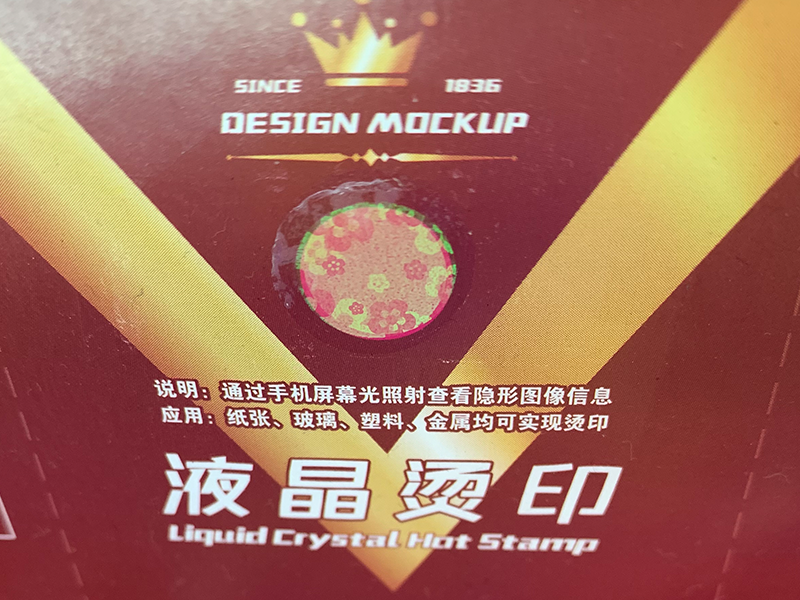 SINCE 1836
DESIGN MOCKUP
说明：通过手机屏幕光照射查看隐形图像信息
应用：纸张、玻璃、塑料、金属均可实现烫印
液晶烫印
Liquid Crystal Hot Stamp